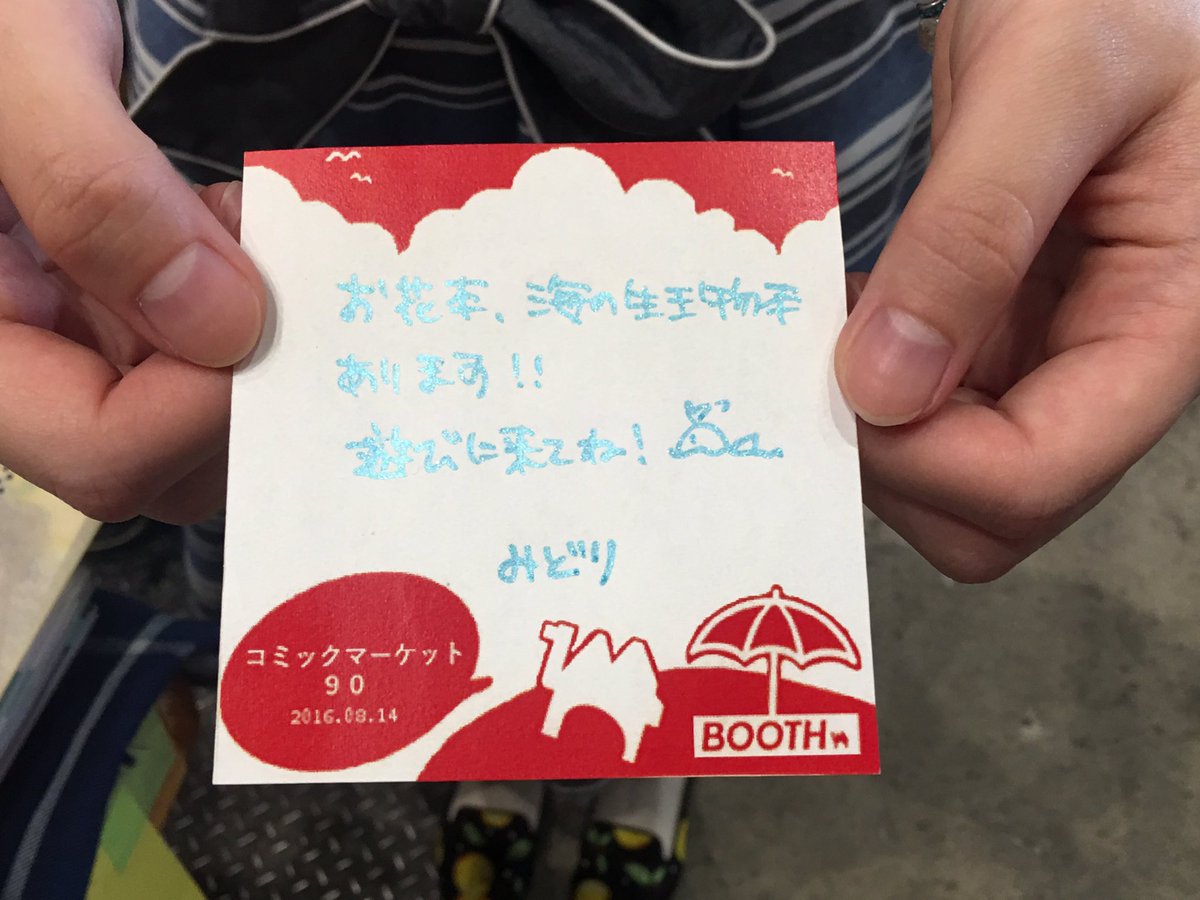 お花本、海の生き物本
あります!!
遊びに来てね!
みどり
コミックマーケット
90
2016.08.14
BOOTH